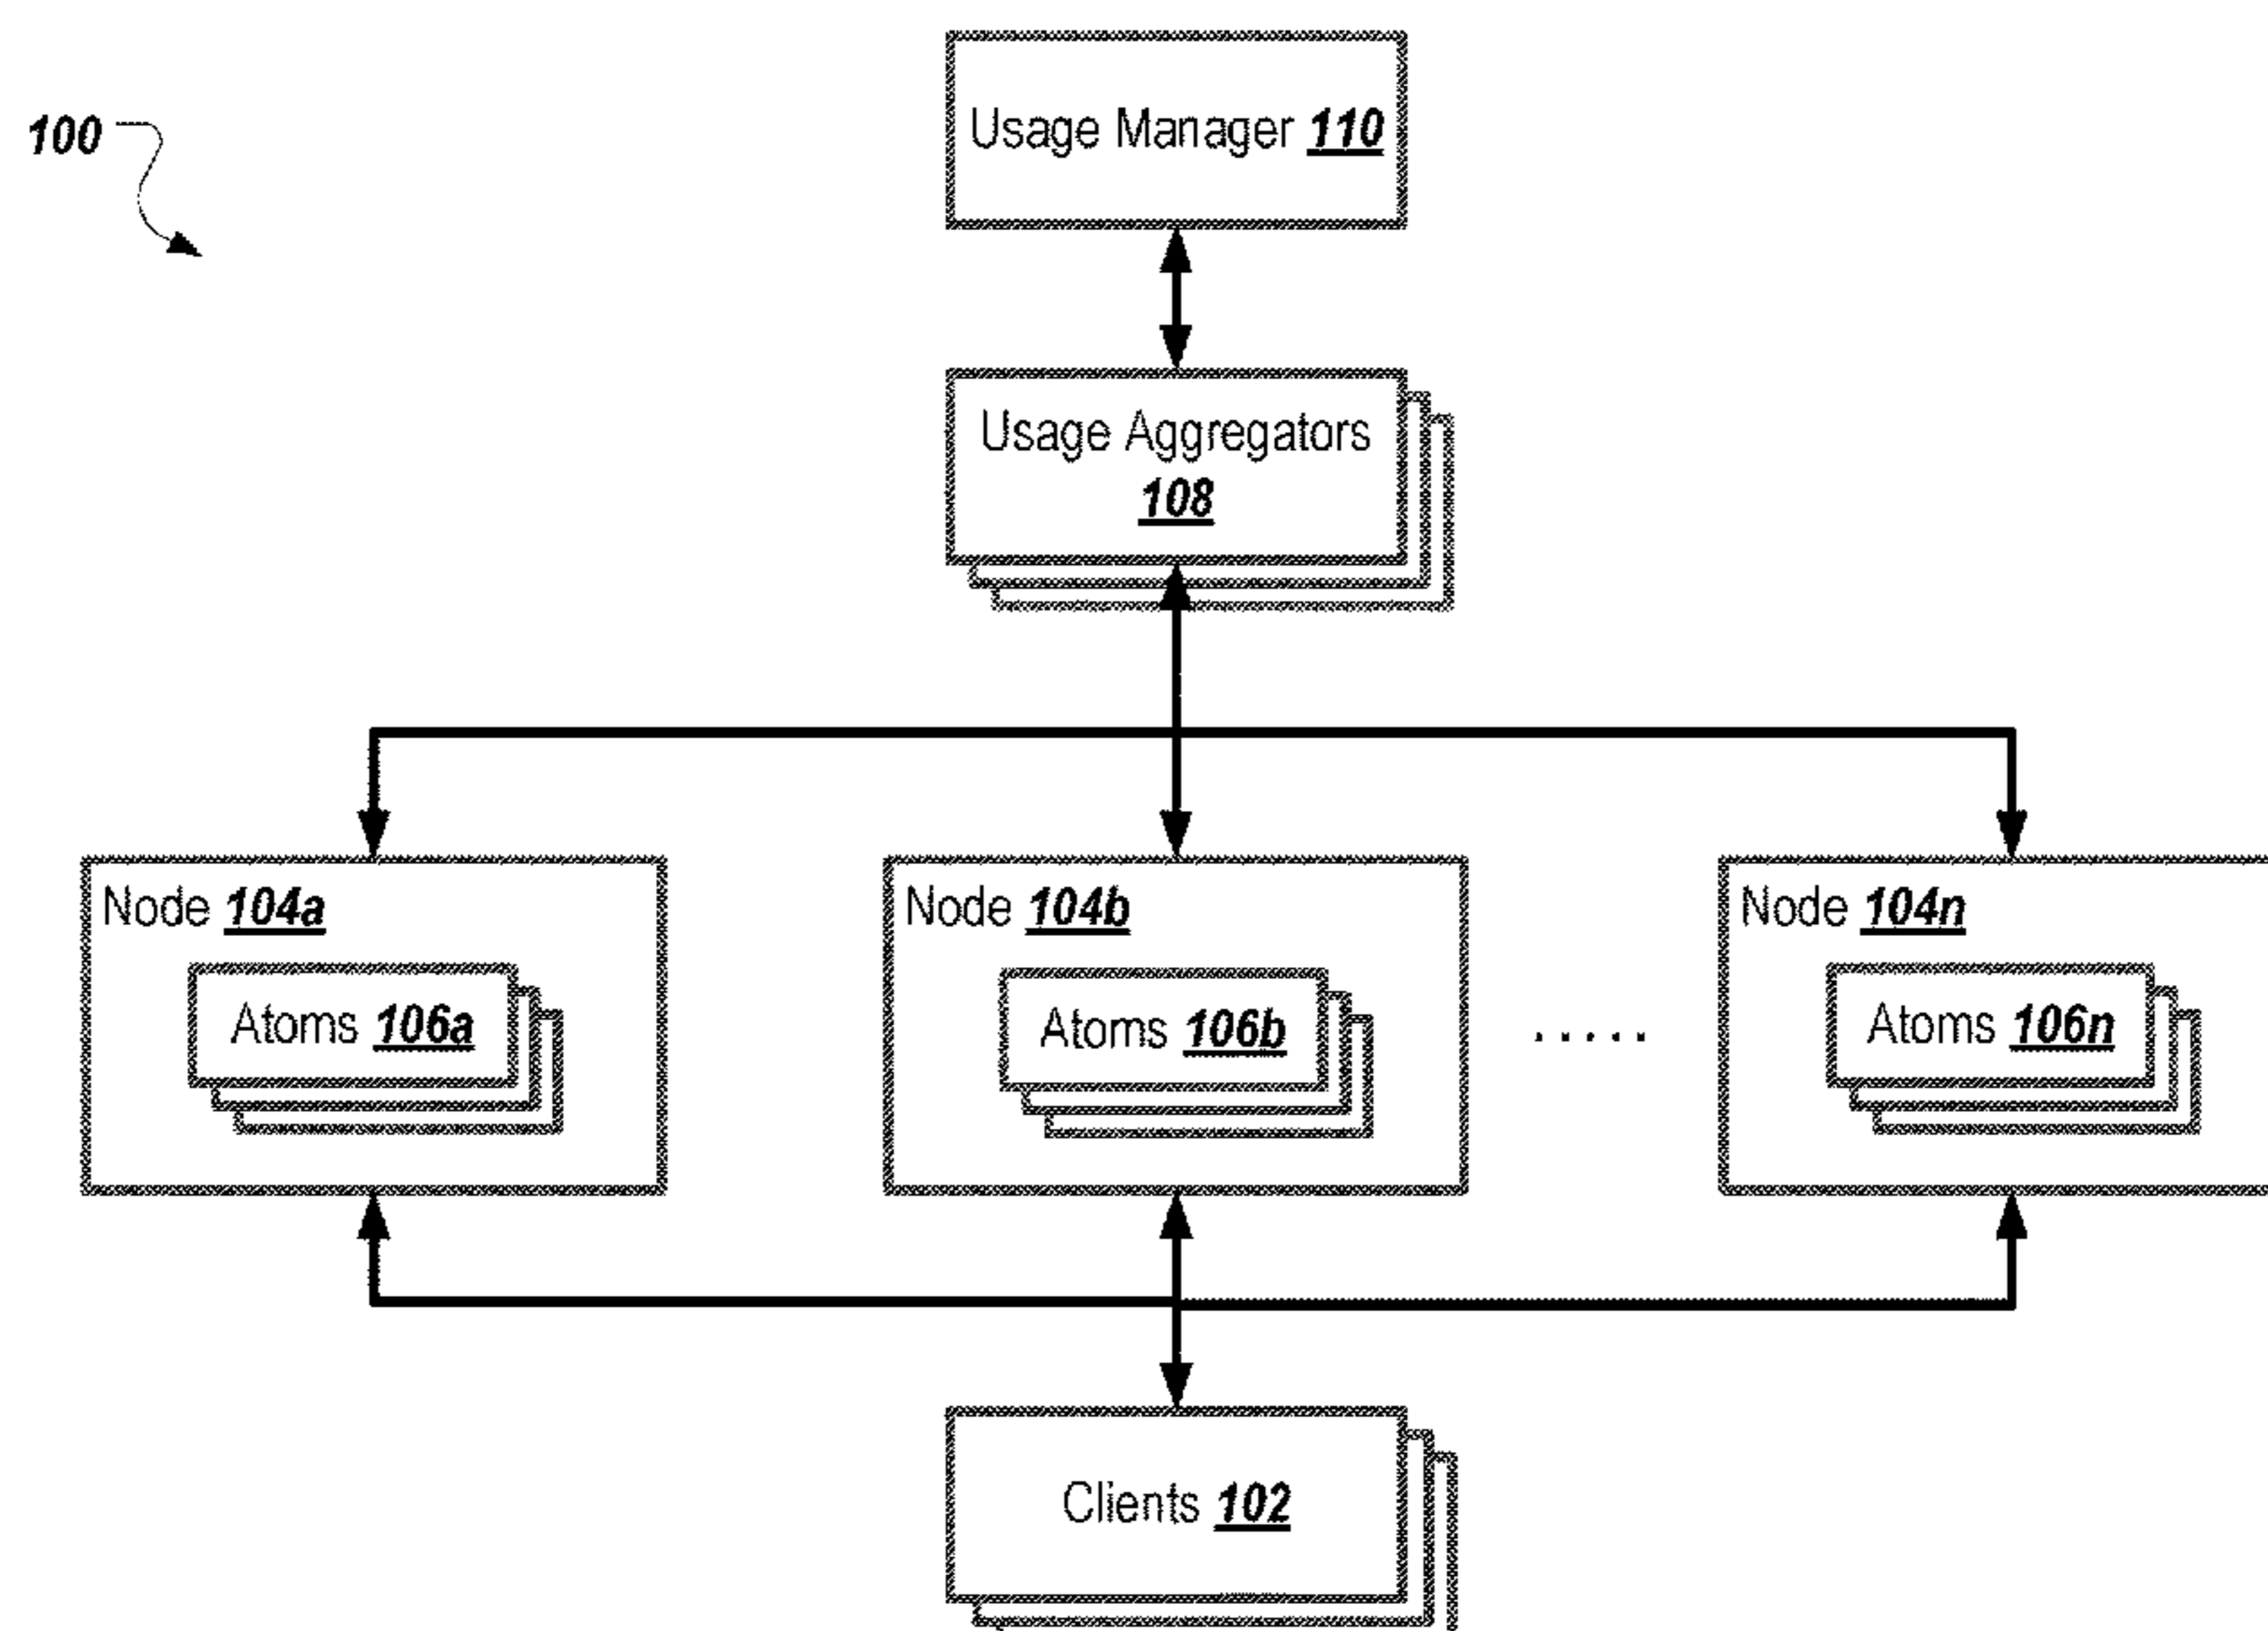 100
Usage Manager 110
Usage Aggregators
108
Node 104a
Node 104b
Node 104n
Atoms 106a
Atoms 106b
.....
Atoms 106n
Clients 102